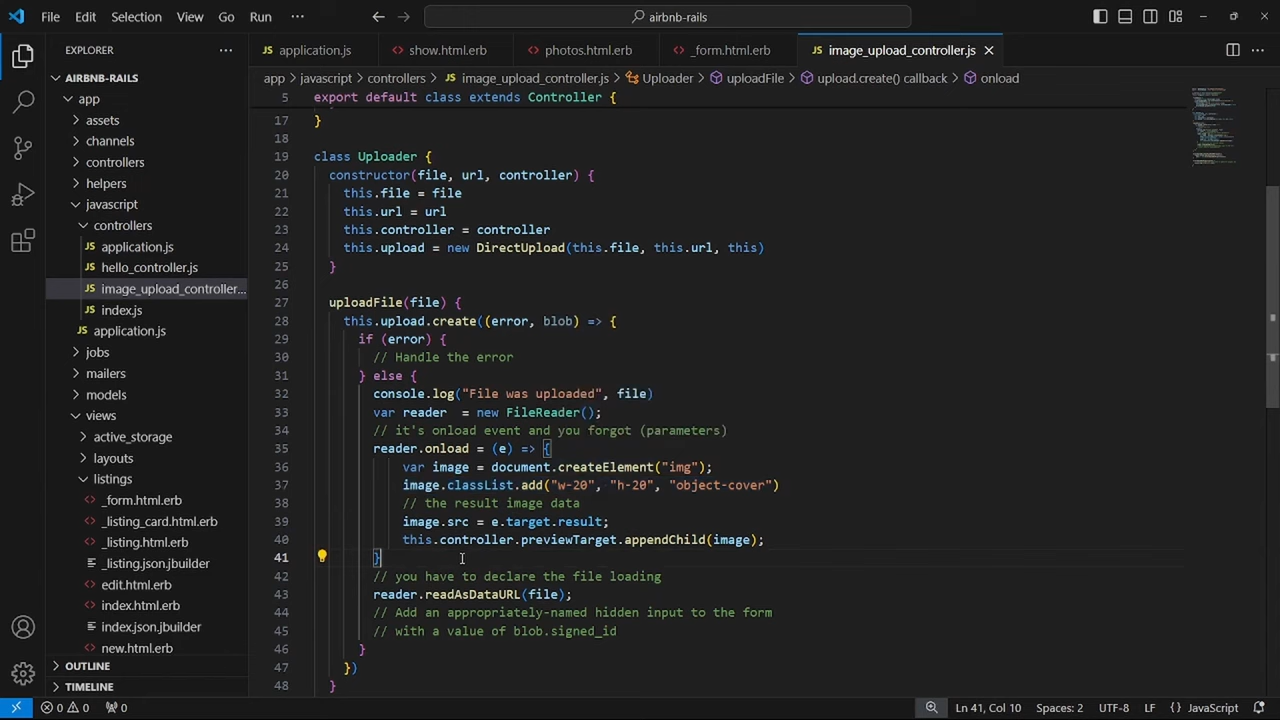 File Edit Selection View Go Run ··· airbnb-rails
EXPLORER ···
application.js show.html.erb photos.html.erb _form.html.erb JS image_upload_controller.js
app > javascript > controllers > JS image_upload_controller.js > Uploader > uploadFile > upload.create() callback > onload
AIRBNB-RAILS
app
assets
channels
controllers
helpers
javascript
controllers
JS application.js
JS hello_controller.js
JS image_upload_controller...
JS index.js
JS application.js
jobs
mailers
models
views
active_storage
layouts
listings
_form.html.erb
_listing_card.html.erb
_listing.html.erb
_listing.json.jbuilder
edit.html.erb
index.html.erb
index.json.jbuilder
new.html.erb
OUTLINE
TIMELINE
5 export default class extends Controller {
17 }
18
19 class Uploader {
20 constructor(file, url, controller) {
21 this.file = file
22 this.url = url
23 this.controller = controller
24 this.upload = new DirectUpload(this.file, this.url, this)
25 }
26
27 uploadFile(file) {
28 this.upload.create((error, blob) => {
29 if (error) {
30 // Handle the error
31 } else {
32 console.log("File was uploaded", file)
33 var reader  = new FileReader();
34 // it's onload event and you forgot (parameters)
35 reader.onload = (e) => {
36 var image = document.createElement("img");
37 image.classList.add("w-20", "h-20", "object-cover")
38 // the result image data
39 image.src = e.target.result;
40 this.controller.previewTarget.appendChild(image);
41 }
42 // you have to declare the file loading
43 reader.readAsDataURL(file);
44 // Add an appropriately-named hidden input to the form
45 // with a value of blob.signed_id
46 }
47 })
48 }
0 0 0 Ln 41, Col 10 Spaces: 2 UTF-8 LF {} JavaScript